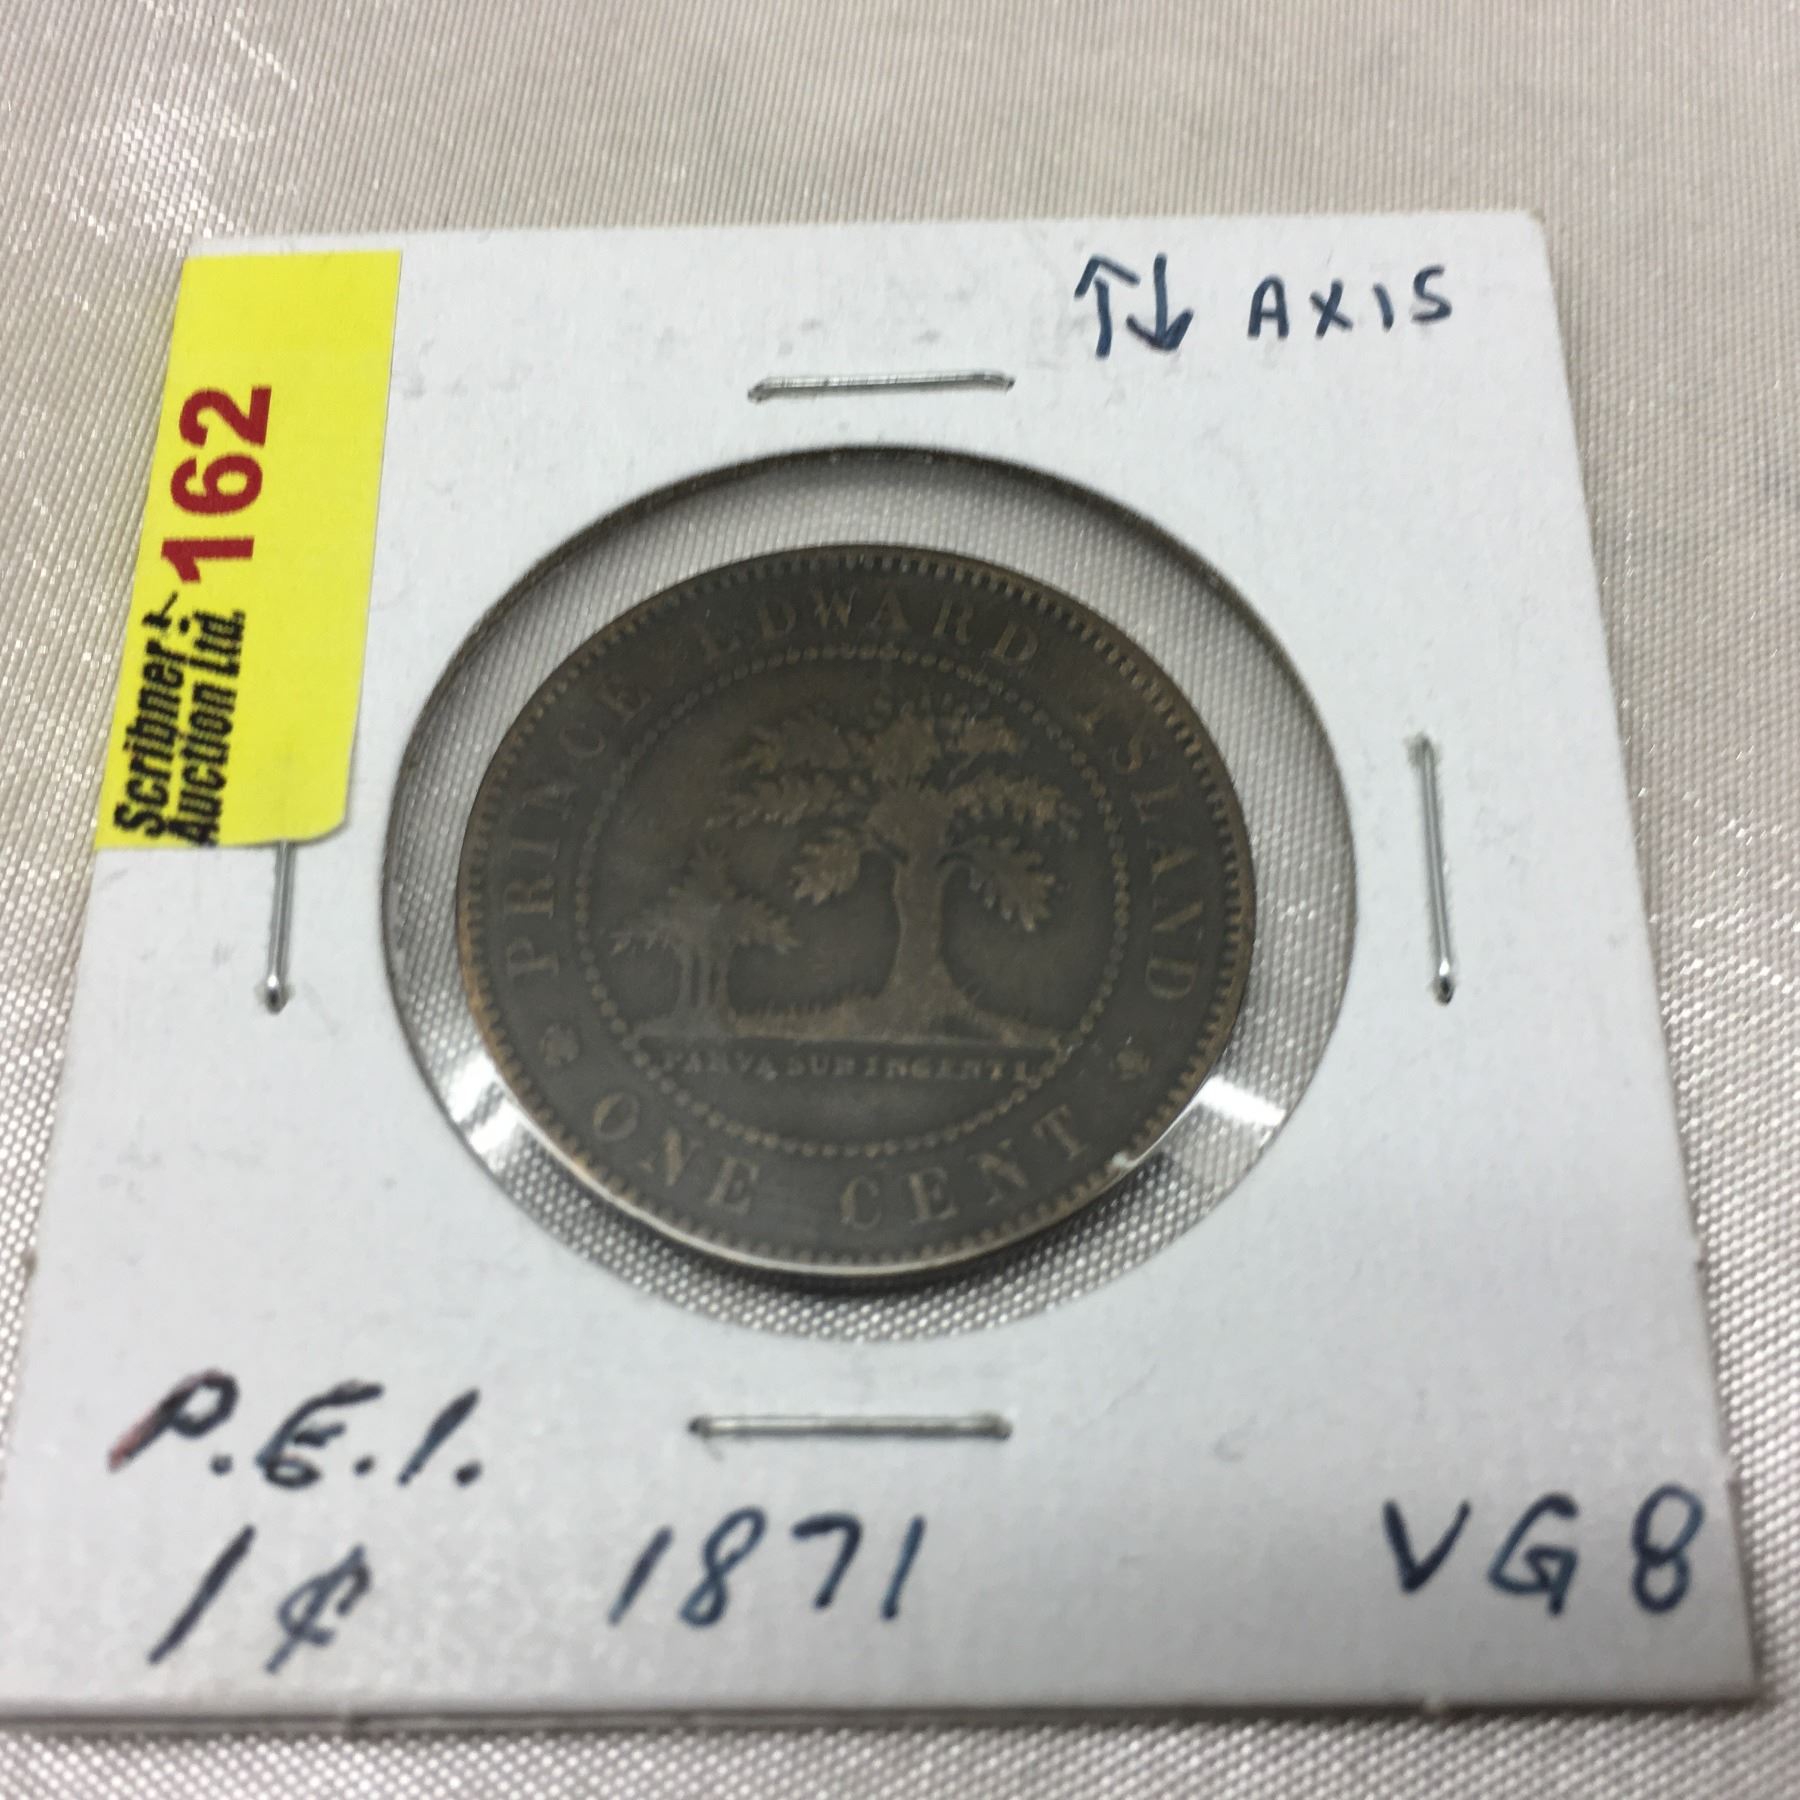 ↑↓ AXIS
162
Scribner
Auction Ltd.
PRINCE EDWARD ISLAND
PARVA SUB INGENTI
ONE CENT
P.E.I.
1¢ 1871 VG8